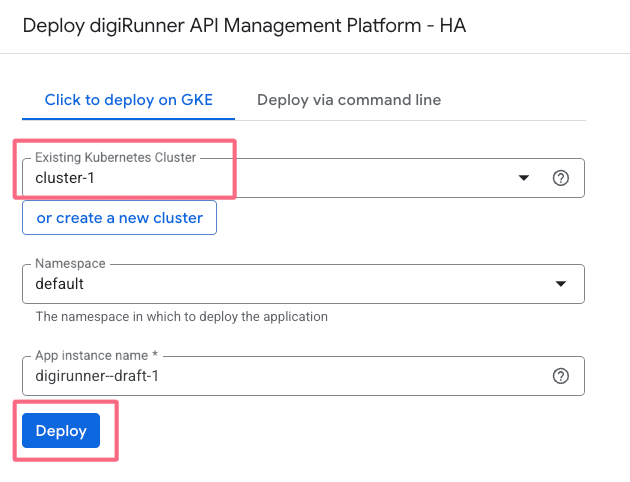 Deploy digiRunner API Management Platform - HA
Click to deploy on GKE
Deploy via command line
Existing Kubernetes Cluster
cluster-1
or create a new cluster
Namespace
default
The namespace in which to deploy the application
App instance name *
digirunner--draft-1
Deploy